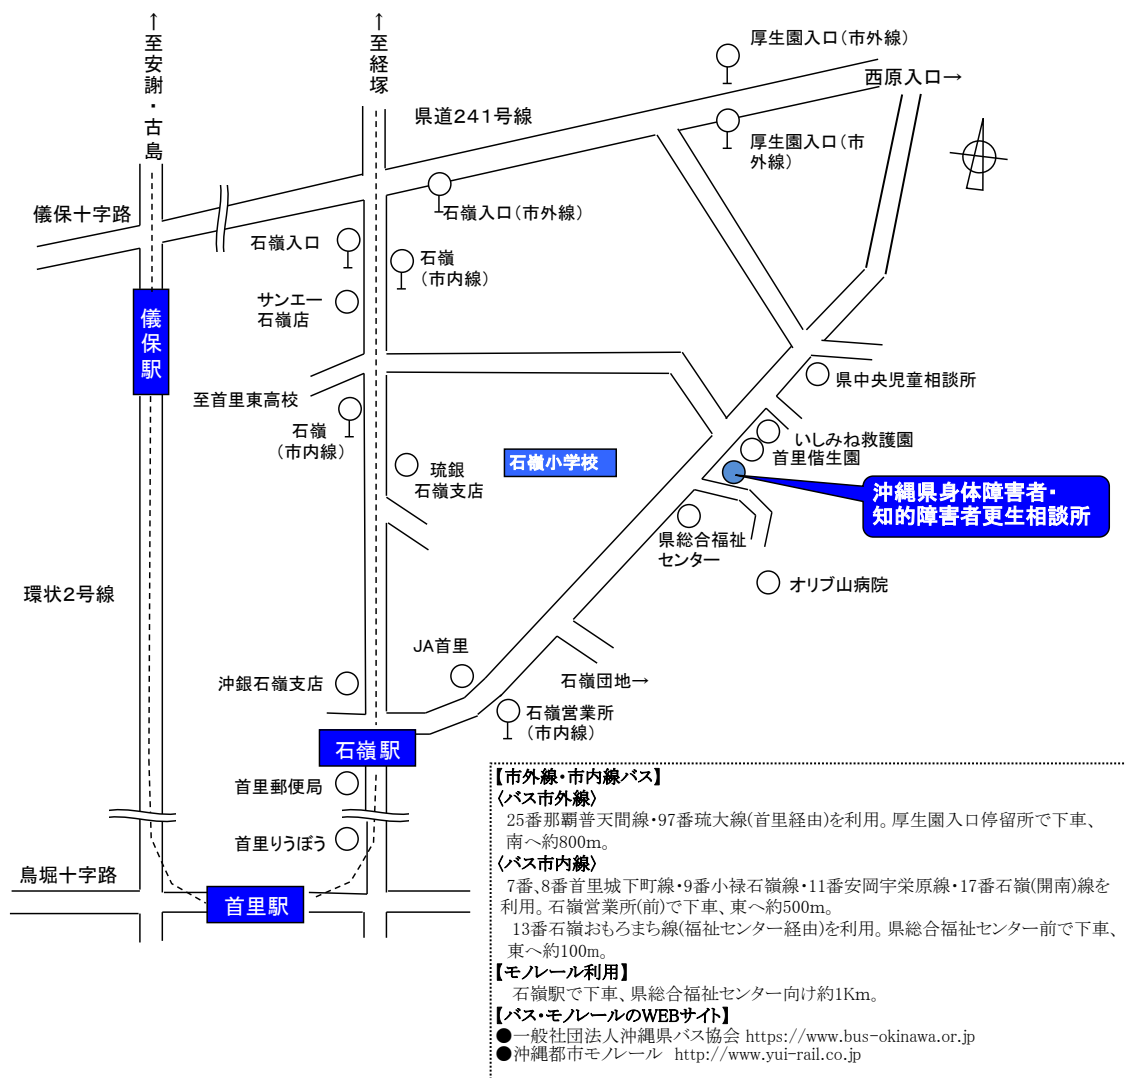 ↑至安謝・古島
↑至経塚
厚生園入口（市外線）
西原入口→
県道241号線
厚生園入口（市
外線）
儀保十字路
石嶺入口（市外線）
石嶺入口
石嶺
（市内線）
サンエー
石嶺店
儀保駅
県中央児童相談所
至首里東高校
石嶺
（市内線）
いしみね救護園
首里偕生園
石嶺小学校
琉銀
石嶺支店
沖縄県身体障害者・
知的障害者更生相談所
県総合福祉
センター
オリブ山病院
環状2号線
JA首里
沖銀石嶺支店
石嶺団地→
石嶺営業所
（市内線）
石嶺駅
首里郵便局
首里りうぼう
鳥堀十字路
首里駅
【市外線・市内線バス】
〈バス市外線〉
25番那覇普天間線・97番琉大線(首里経由)を利用。厚生園入口停留所で下車、
南へ約800m。
〈バス市内線〉
7番、8番首里城下町線・9番小禄石嶺線・11番安岡宇栄原線・17番石嶺(開南)線を
利用。石嶺営業所(前)で下車、東へ約500m。
13番石嶺おもろまち線(福祉センター経由)を利用。県総合福祉センター前で下車、
東へ約100m。
【モノレール利用】
石嶺駅で下車、県総合福祉センター向け約1Km。
【バス・モノレールのWEBサイト】
●一般社団法人沖縄県バス協会 https://www.bus-okinawa.or.jp
●沖縄都市モノレール http://www.yui-rail.co.jp